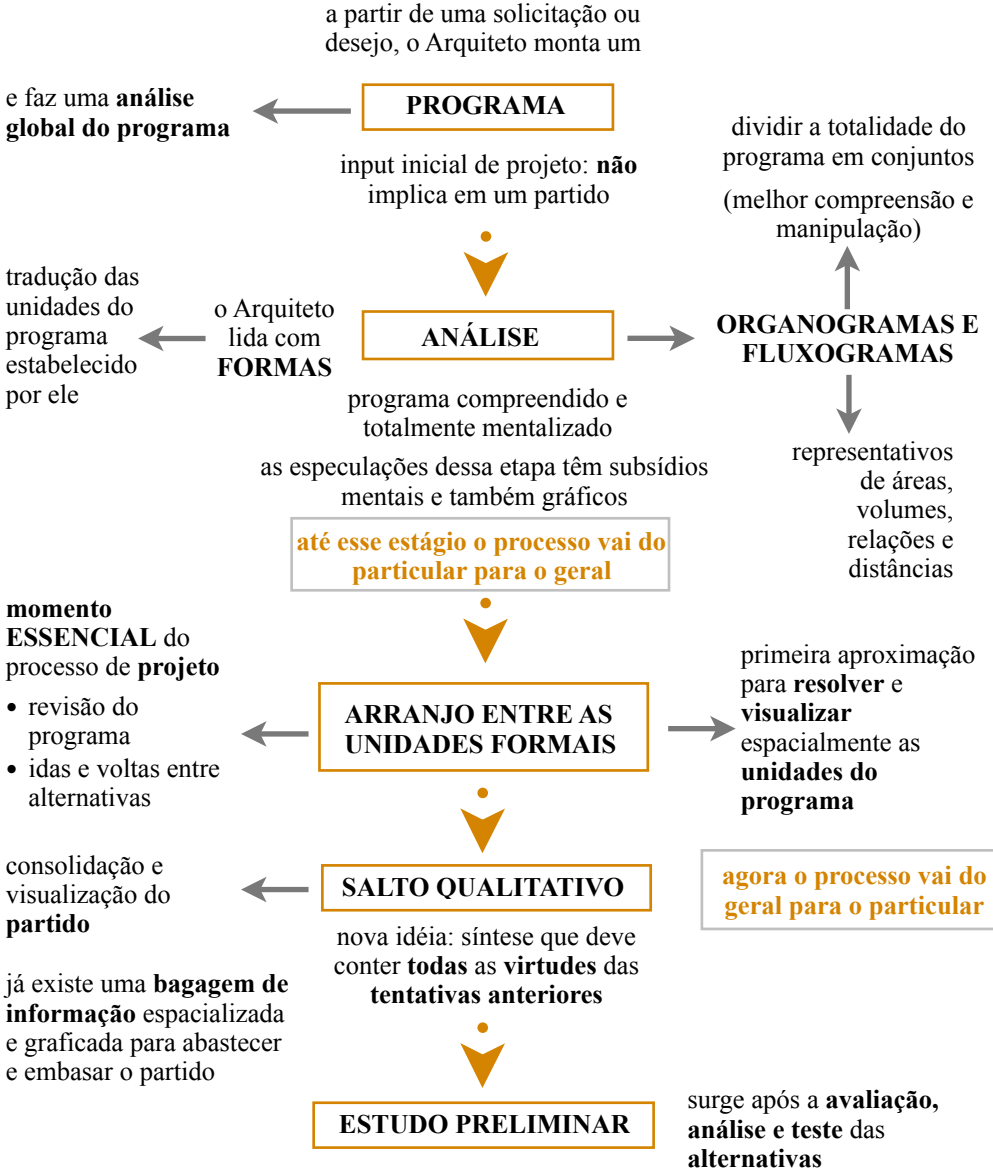 a partir de uma solicitação ou
desejo, o Arquiteto monta um
PROGRAMA
e faz uma análise
global do programa
input inicial de projeto: não
implica em um partido
dividir a totalidade do
programa em conjuntos
(melhor compreensão e
manipulação)
tradução das
unidades do
programa
estabelecido
por ele
o Arquiteto
lida com
FORMAS
ANÁLISE
ORGANOGRAMAS E
FLUXOGRAMAS
programa compreendido e
totalmente mentalizado
as especulações dessa etapa têm subsídios
mentais e também gráficos
representativos
de áreas,
volumes,
relações e
distâncias
até esse estágio o processo vai do
particular para o geral
momento
ESSENCIAL do
processo de projeto
• revisão do
programa
• idas e voltas entre
alternativas
ARRANJO ENTRE AS
UNIDADES FORMAIS
primeira aproximação
para resolver e
visualizar
espacialmente as
unidades do
programa
consolidação e
visualização do
partido
SALTO QUALITATIVO
agora o processo vai do
geral para o particular
nova idéia: síntese que deve
conter todas as virtudes das
tentativas anteriores
já existe uma bagagem de
informação espacializada
e graficada para abastecer
e embasar o partido
ESTUDO PRELIMINAR
surge após a avaliação,
análise e teste das
alternativas